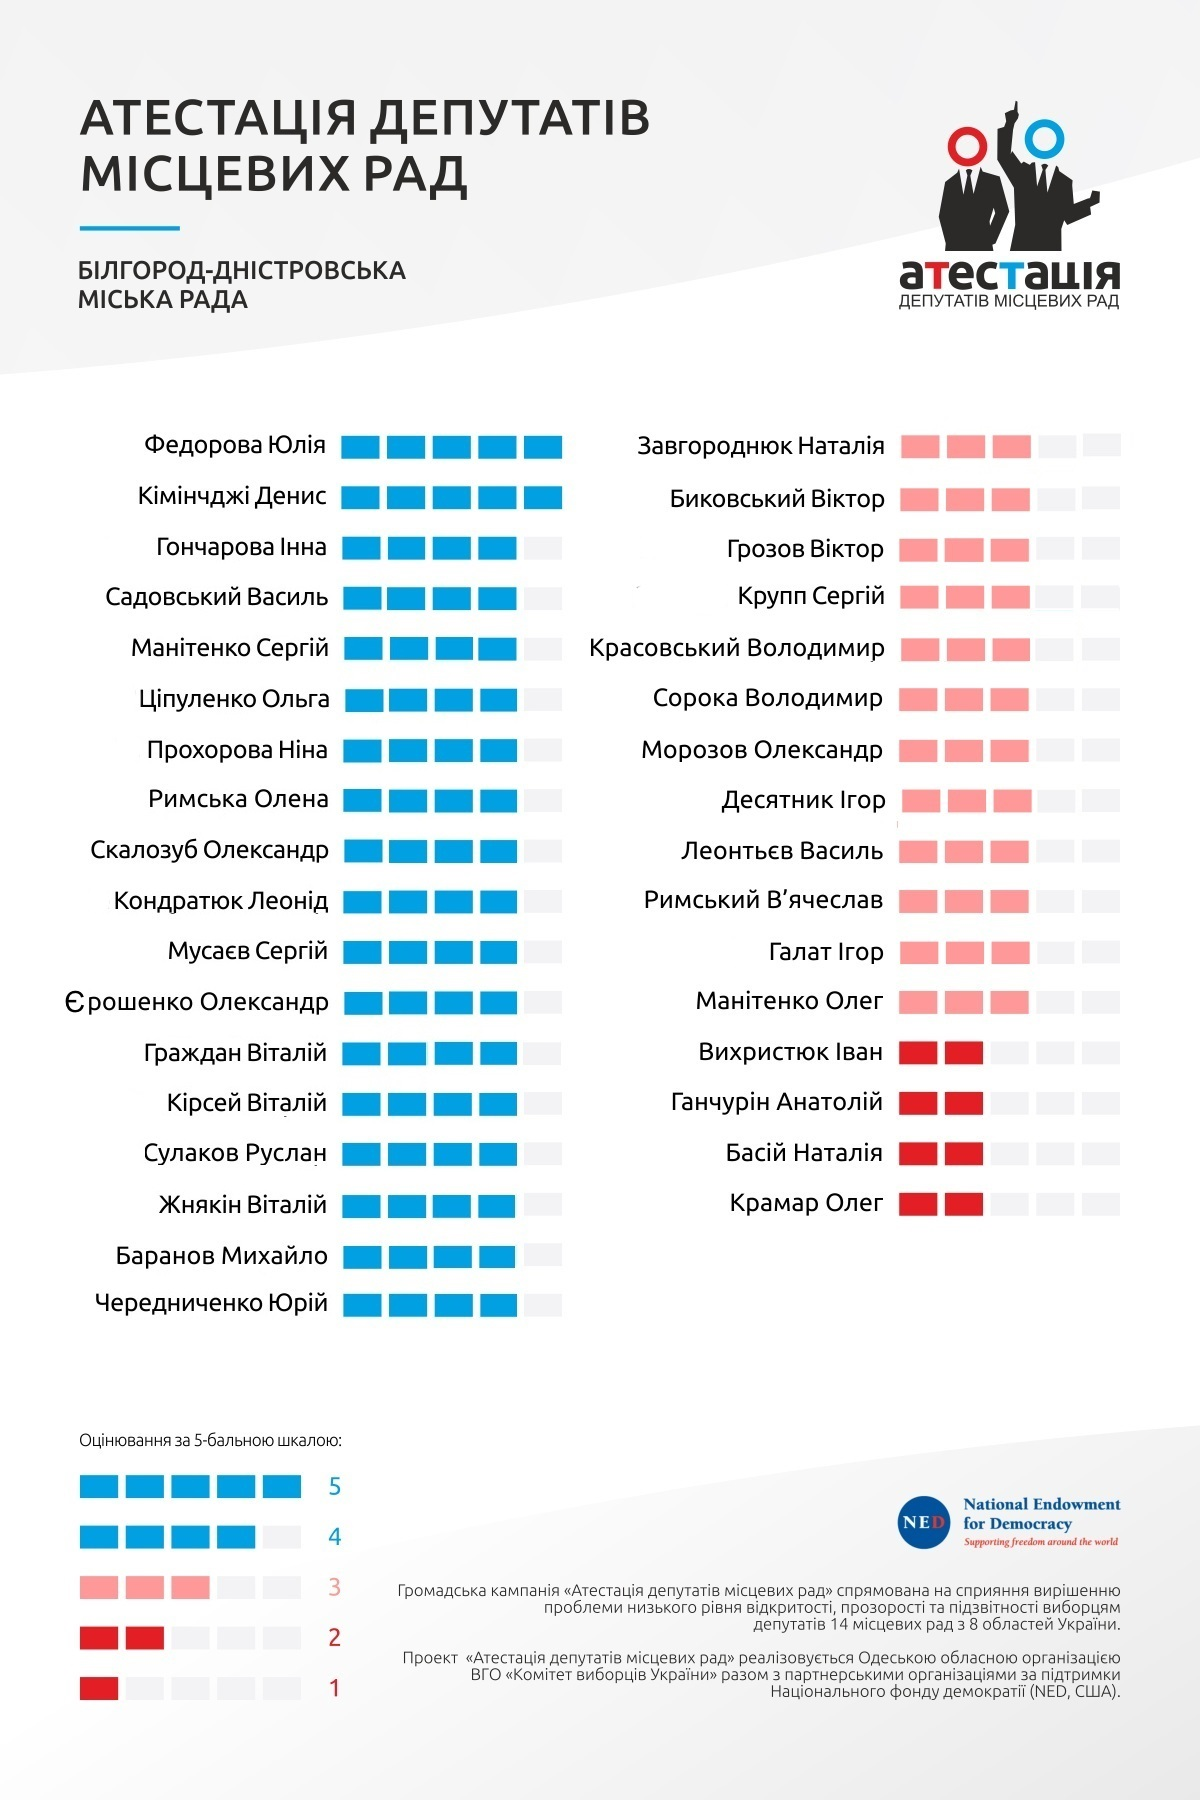 АТЕСТАЦІЯ ДЕПУТАТІВ
МІСЦЕВИХ РАД
БІЛГОРОД-ДНІСТРОВСЬКА
МІСЬКА РАДА
атестація
ДЕПУТАТІВ МІСЦЕВИХ РАД
Федорова Юлія
Кімінчджі Денис
Гончарова Інна
Садовський Василь
Манітенко Сергій
Ціпуленко Ольга
Прохорова Ніна
Римська Олена
Скалозуб Олександр
Кондратюк Леонід
Мусаєв Сергій
Єрошенко Олександр
Граждан Віталій
Кірсей Віталій
Сулаков Руслан
Жнякін Віталій
Баранов Михайло
Чередниченко Юрій
Завгороднюк Наталія
Биковський Віктор
Грозов Віктор
Крупп Сергій
Красовський Володимир
Сорока Володимир
Морозов Олександр
Десятник Ігор
Леонтьєв Василь
Римський В’ячеслав
Галат Ігор
Манітенко Олег
Вихристюк Іван
Ганчурін Анатолій
Басій Наталія
Крамар Олег
Оцінювання за 5-бальною шкалою:
5
4
3
2
1
NED
National Endowment
for Democracy
Supporting freedom around the world
Громадська кампанія «Атестація депутатів місцевих рад» спрямована на сприяння вирішенню
проблеми низького рівня відкритості, прозорості та підзвітності виборцям
депутатів 14 місцевих рад з 8 областей України.
Проект «Атестація депутатів місцевих рад» реалізовується Одеською обласною організацією
ВГО «Комітет виборців України» разом з партнерськими організаціями за підтримки
Національного фонду демократії (NED, США).